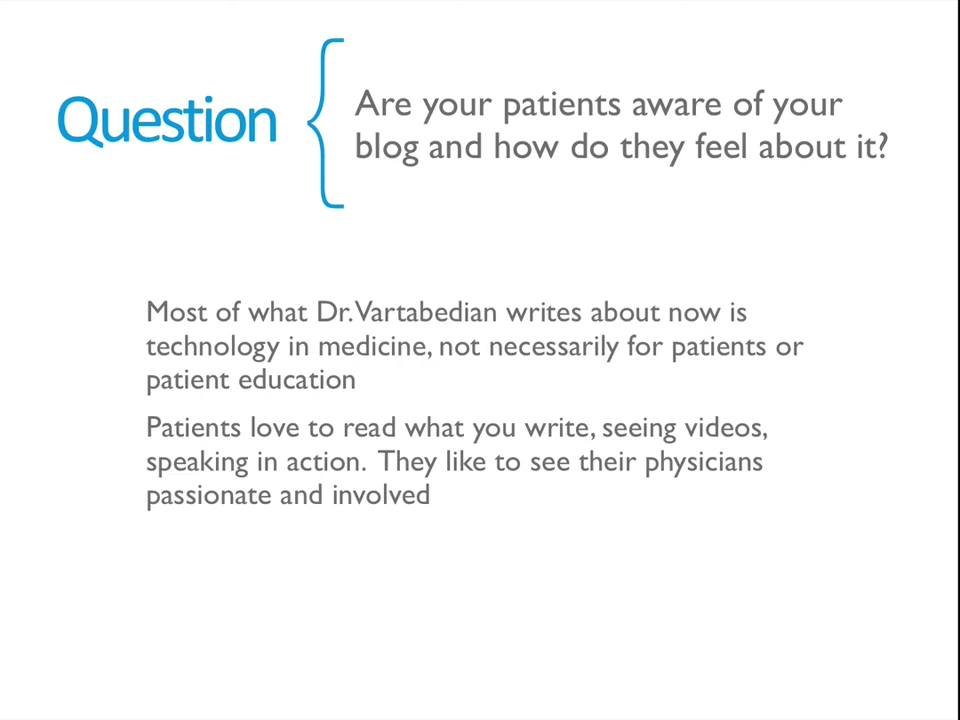 Question
Are your patients aware of your
blog and how do they feel about it?
Most of what Dr. Vartabedian writes about now is
technology in medicine, not necessarily for patients or
patient education
Patients love to read what you write, seeing videos,
speaking in action. They like to see their physicians
passionate and involved